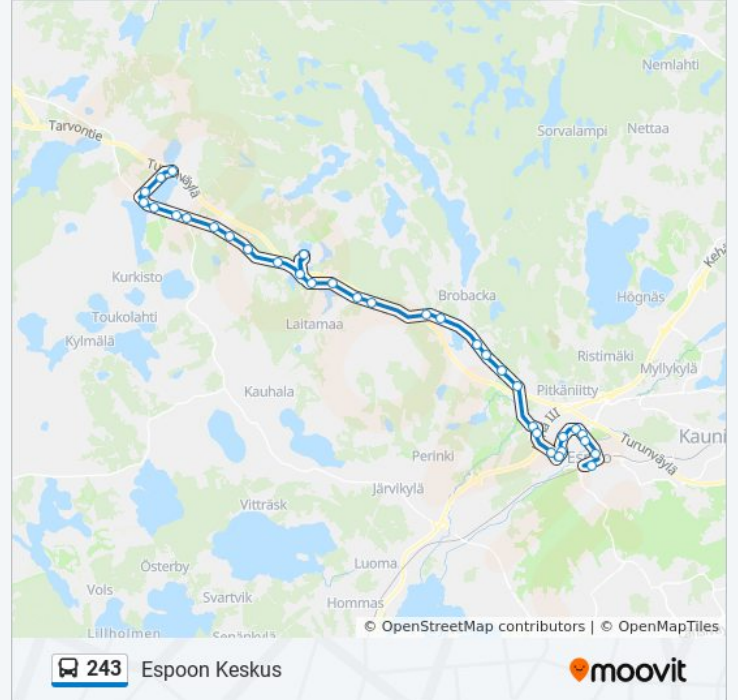 Nemlahti
Tarvontie
Sorvalampi
Nettaa
Kurkisto
Brobacka
Högnäs
Toukolahti
Laitamaa
Kylmälä
Ristimäki
Myllykylä
Kauhala
Pitkäniitty
Perinki
Turunväylä
Kauni
Järvikylä
Vitträsk
Österby
Luoma
Vols
Svartvik
Hommas
Lillholmen
© OpenStreetMap contributors | © OpenMapTiles
243 Espoon Keskus
moovit